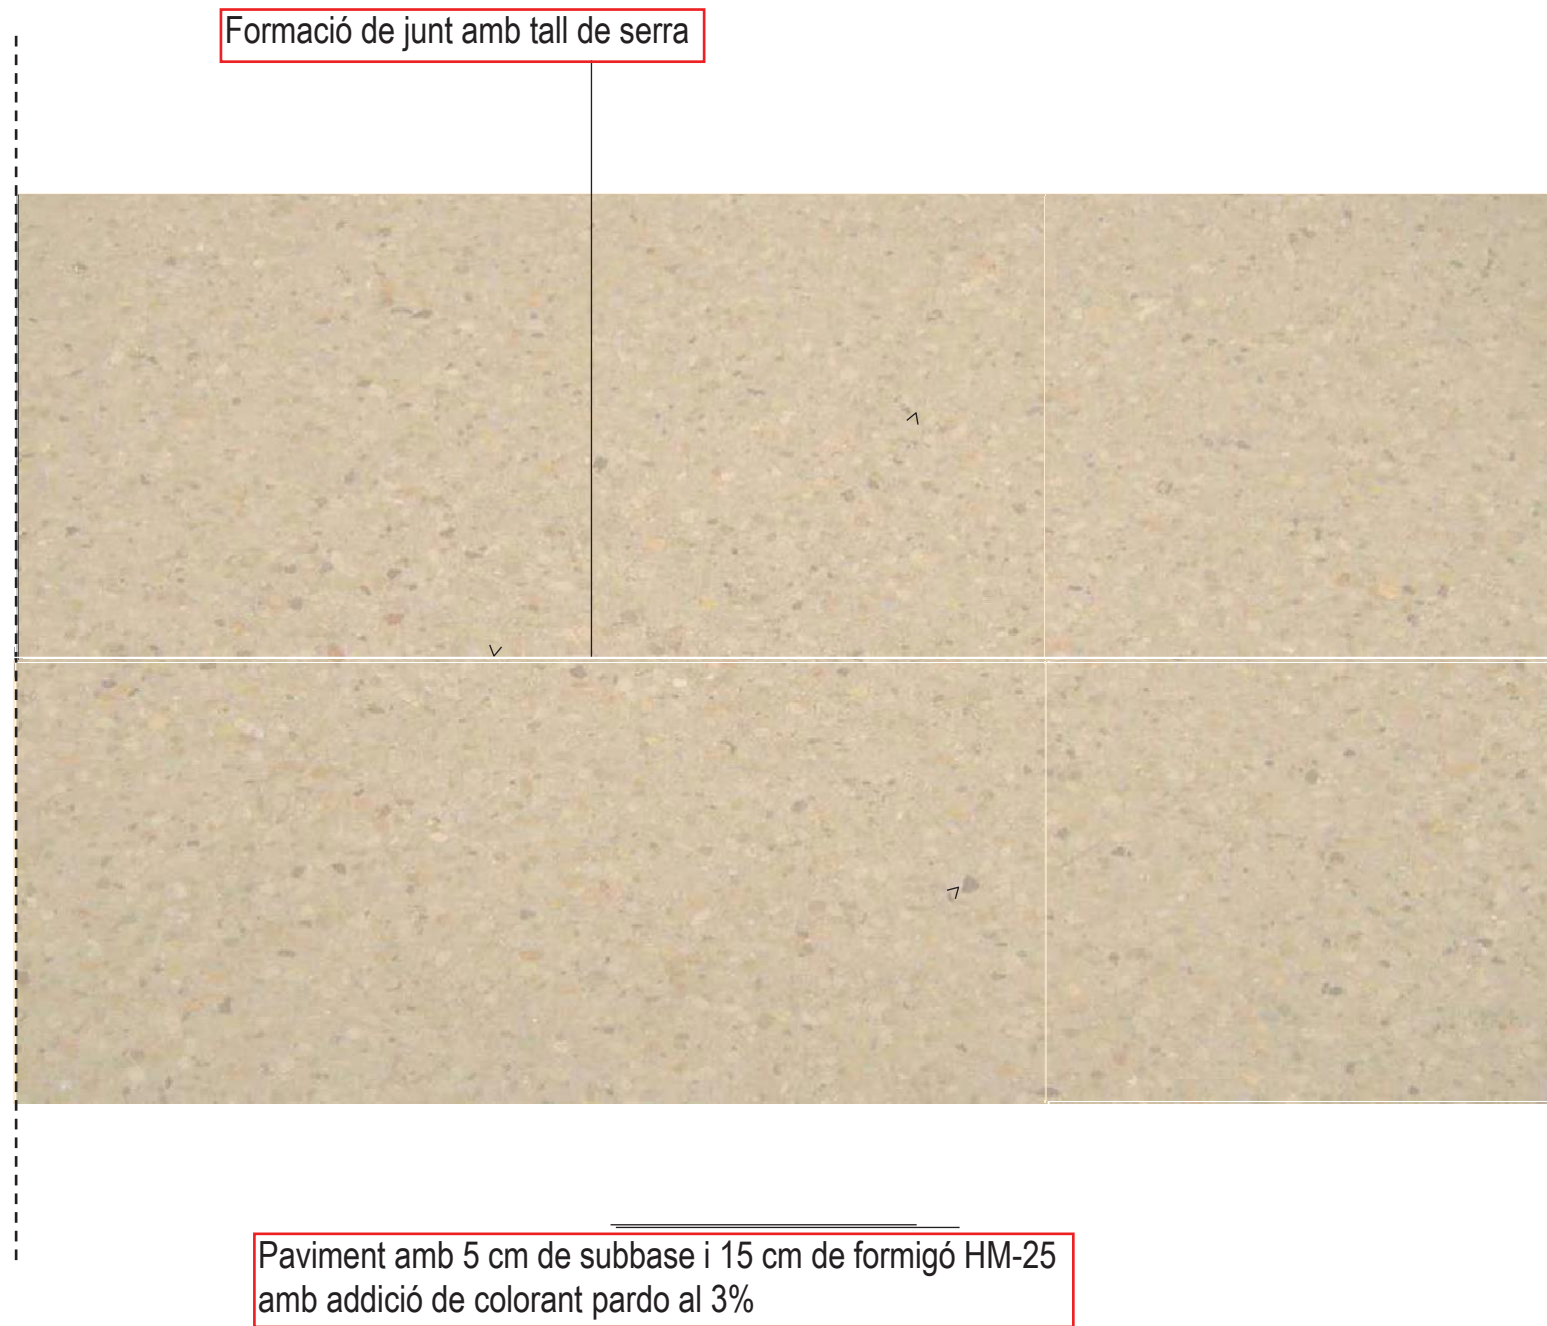 Formació de junt amb tall de serra
Paviment amb 5 cm de subbase i 15 cm de formigó HM-25
amb addició de colorant pardo al 3%